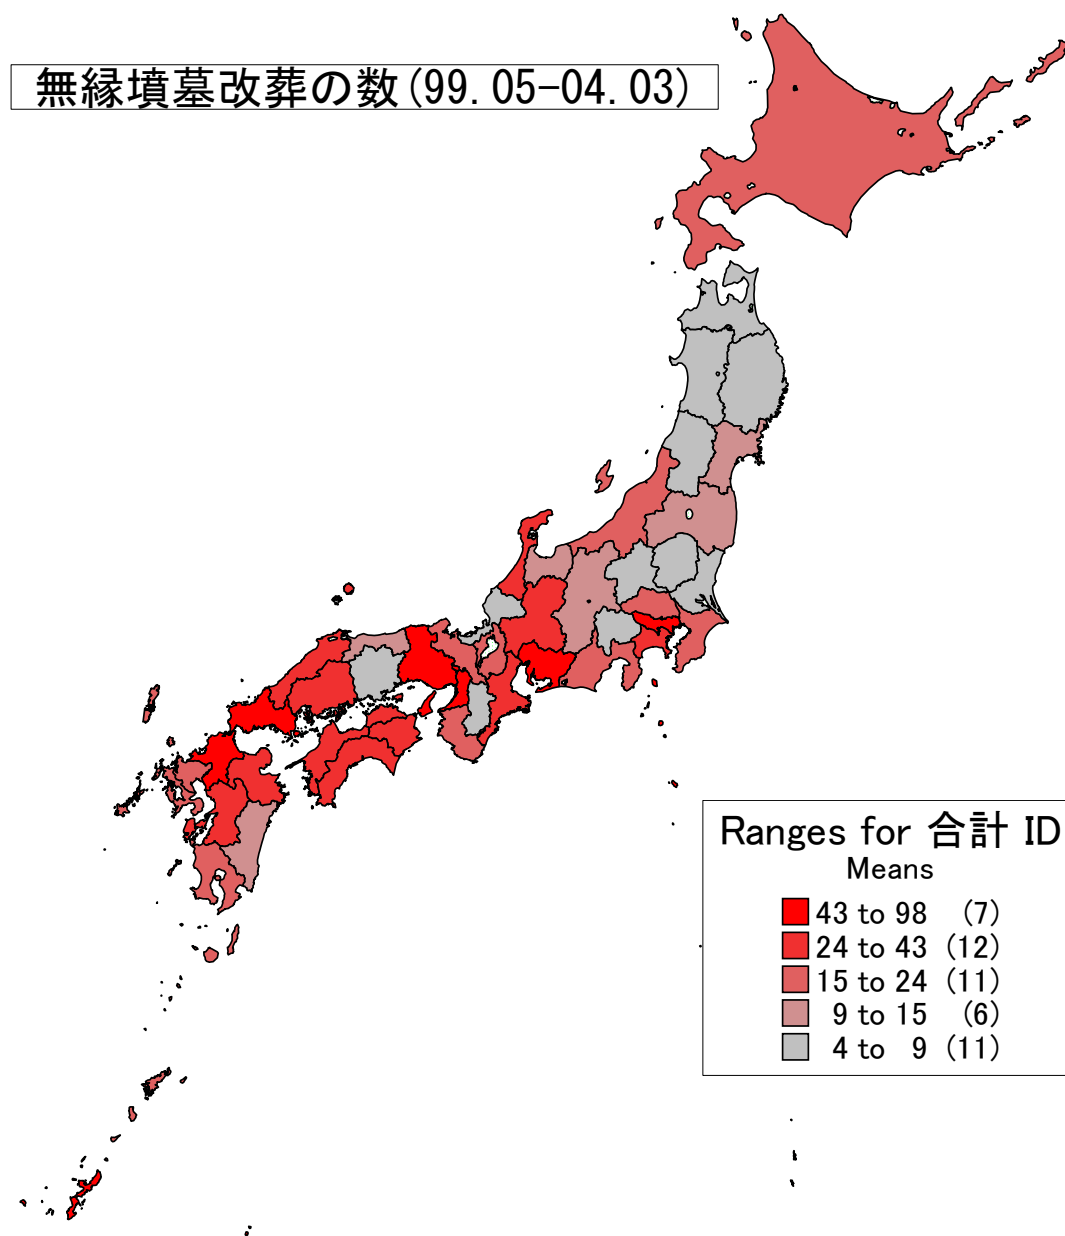 無縁墳墓改葬の数(99.05-04.03)
Ranges for 合計 ID
Means
43 to 98 (7)
24 to 43 (12)
15 to 24 (11)
9 to 15 (6)
4 to 9 (11)